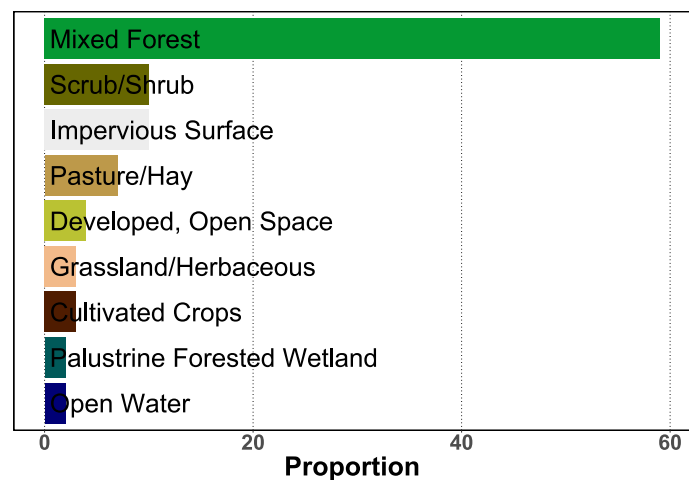 Mixed Forest
Scrub/Shrub
Impervious Surface
Pasture/Hay
Developed, Open Space
Grassland/Herbaceous
Cultivated Crops
Palustrine Forested Wetland
Open Water
0 20 40 60
Proportion